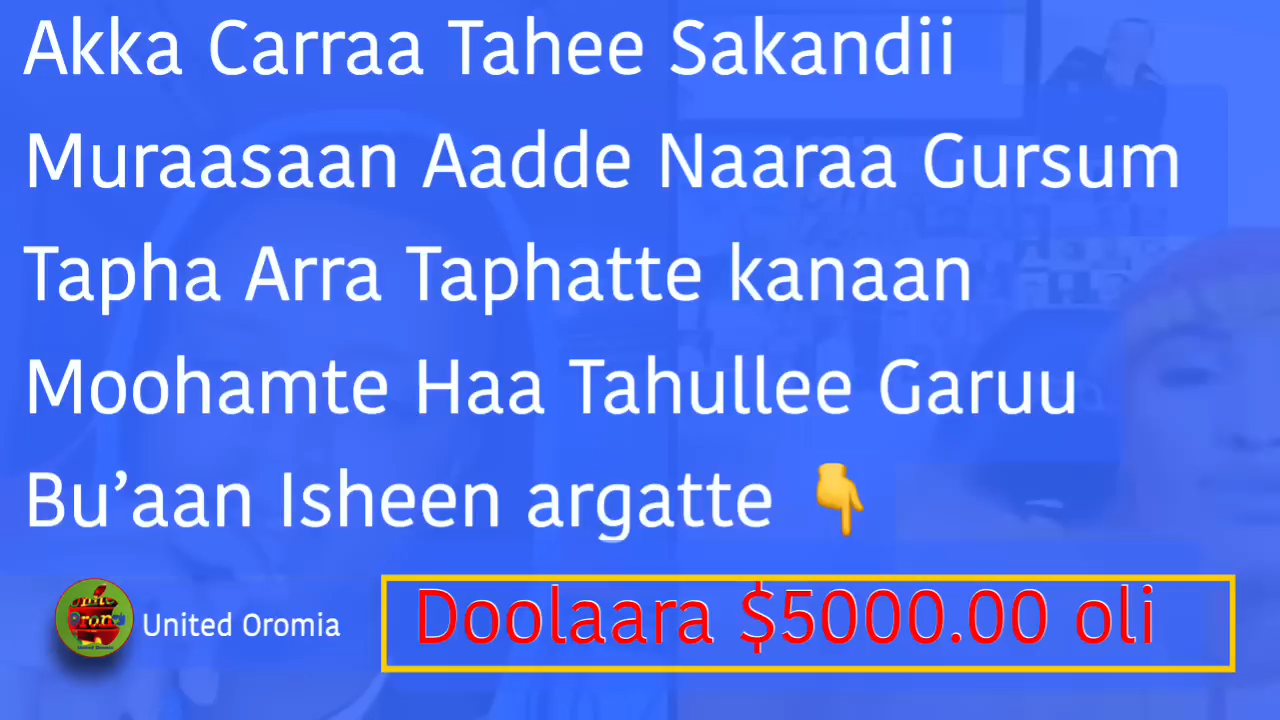 Akka Carraa Tahee Sakandii
Muraasaan Aadde Naaraa Gursum
Tapha Arra Taphatte kanaan
Moohamte Haa Tahullee Garuu
Bu’aan Isheen argatte 👇
United Oromia
Doolaara $5000.00 oli